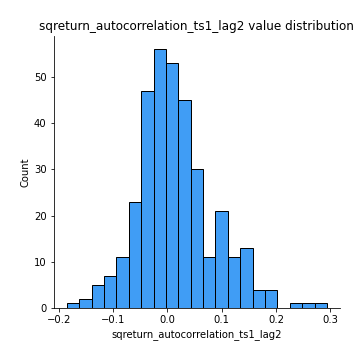 sqreturn_autocorrelation_ts1_lag2 value distribution
50
40
30
20
10
0
Count
−0.2 −0.1 0.0 0.1 0.2 0.3
sqreturn_autocorrelation_ts1_lag2